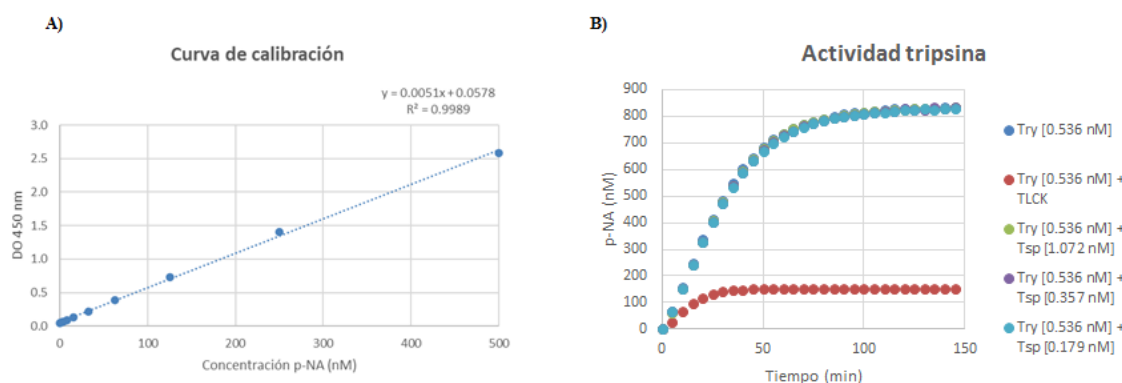 A)
Curva de calibración
y = 0.0051x + 0.0578
R² = 0.9989
3.0
2.5
2.0
1.5
1.0
0.5
0.0
DO 450 nm
0
100
200
300
400
500
Concentración p-NA (nM)
B)
Actividad tripsina
900
800
700
600
500
400
300
200
100
0
p-NA (nM)
0
50
100
150
Tiempo (min)
Try [0.536 nM]
Try [0.536 nM] +
TLCK
Try [0.536 nM] +
Tsp [1.072 nM]
Try [0.536 nM] +
Tsp [0.357 nM]
Try [0.536 nM] +
Tsp [0.179 nM]